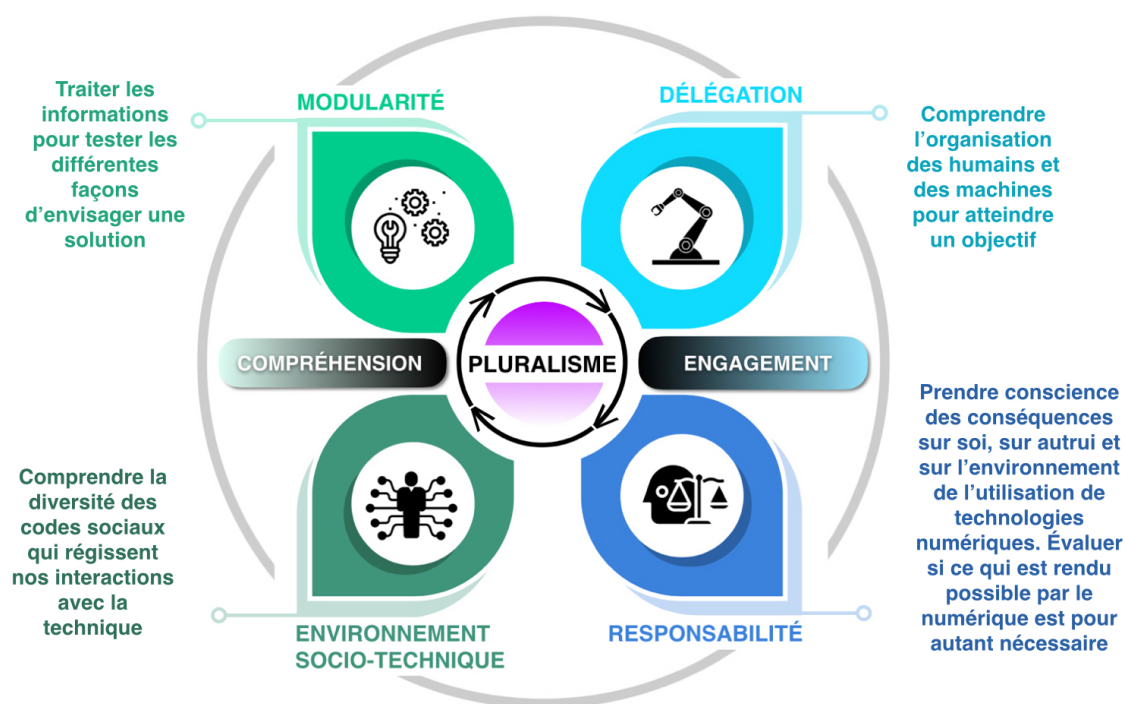 Traiter les
informations
pour tester les
différentes
façons
d'envisager une
solution
MODULARITÉ
DÉLÉGATION
Comprendre
l'organisation
des humains et
des machines
pour atteindre
un objectif
COMPRÉHENSION
PLURALISME
ENGAGEMENT
Comprendre la
diversité des
codes sociaux
qui régissent
nos interactions
avec la
technique
ENVIRONNEMENT
SOCIO-TECHNIQUE
RESPONSABILITÉ
Prendre conscience
des conséquences
sur soi, sur autrui et
sur l'environnement
de l'utilisation de
technologies
numériques. Évaluer
si ce qui est rendu
possible par le
numérique est pour
autant nécessaire